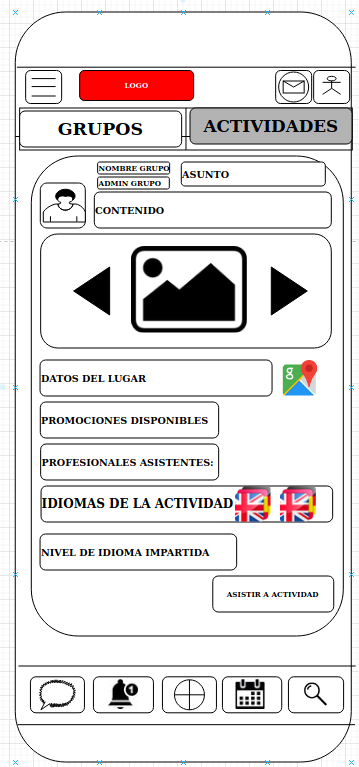 LOGO
GRUPOS
ACTIVIDADES
NOMBRE GRUPO
ADMIN GRUPO
ASUNTO
CONTENIDO
DATOS DEL LUGAR
g
PROMOCIONES DISPONIBLES
PROFESIONALES ASISTENTES:
IDIOMAS DE LA ACTIVIDAD
NIVEL DE IDIOMA IMPARTIDA
ASISTIR A ACTIVIDAD
1